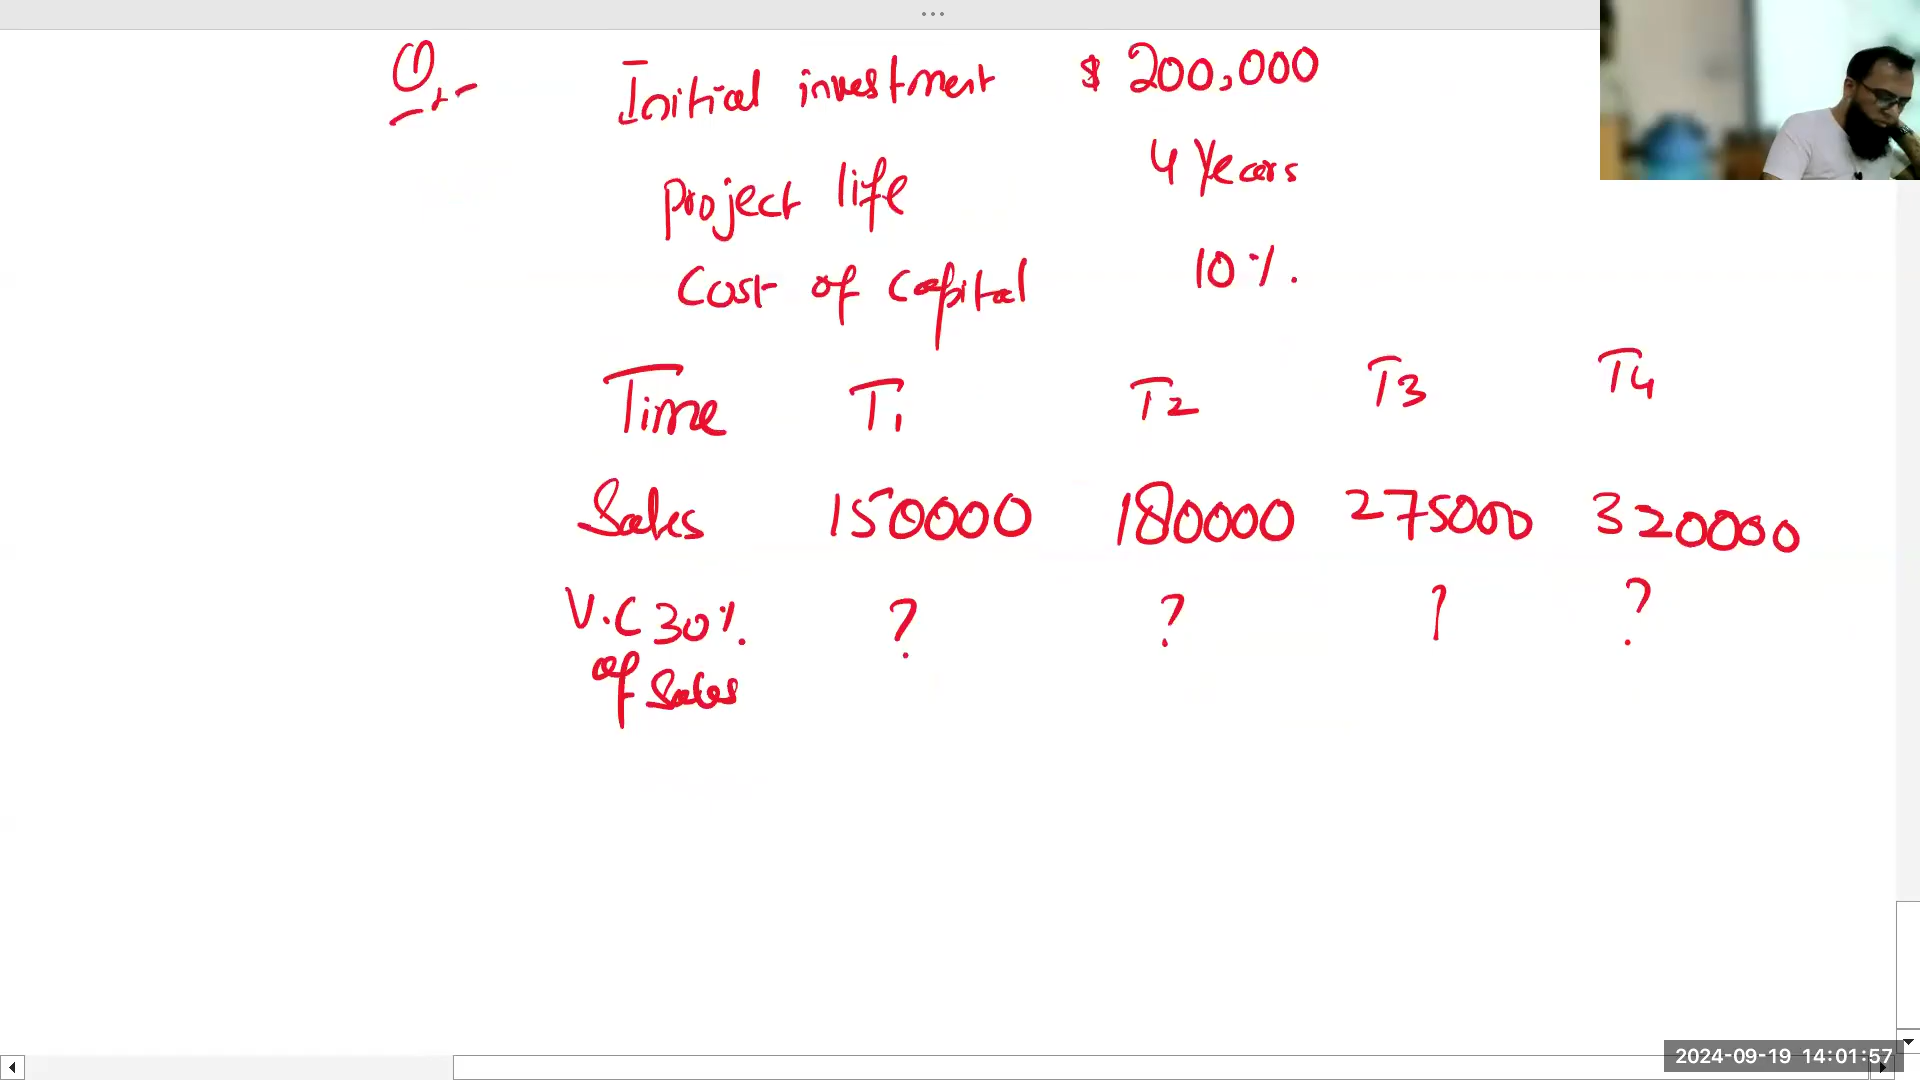 Q
Initial investment $ 200,000
Project life 4 Years
Cost of Capital 10%.
Time T1 T2 T3 T4
Sales 150000 180000 275000 320000
V.C 30% ? ? ? ?
of Sales
2024-09-19 14:01:57